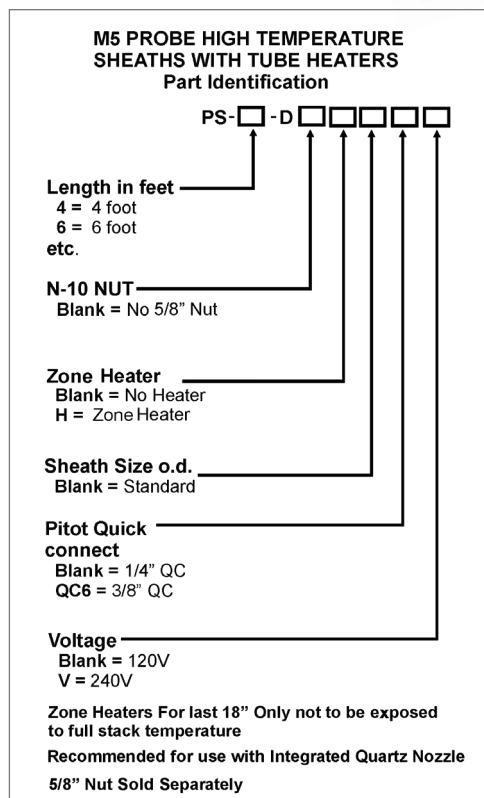 M5 PROBE HIGH TEMPERATURE
SHEATHS WITH TUBE HEATERS
Part Identification
PS- - D
Length in feet
4 = 4 foot
6 = 6 foot
etc.
N-10 NUT
Blank = No 5/8” Nut
Zone Heater
Blank = No Heater
H = Zone Heater
Sheath Size o.d.
Blank = Standard
Pitot Quick
connect
Blank = 1/4” QC
QC6 = 3/8” QC
Voltage
Blank = 120V
V = 240V
Zone Heaters For last 18” Only not to be exposed
to full stack temperature
Recommended for use with Integrated Quartz Nozzle
5/8” Nut Sold Separately